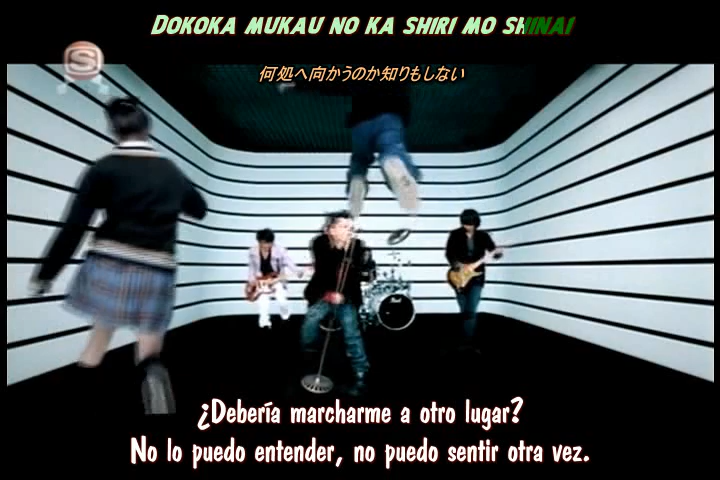 DOKOKA MUKAU NO KA SHIRI MO SHINAI
S
何処へ向かうのか知りもしない
¿Debería marcharme a otro lugar?
No lo puedo entender, no puedo sentir otra vez.